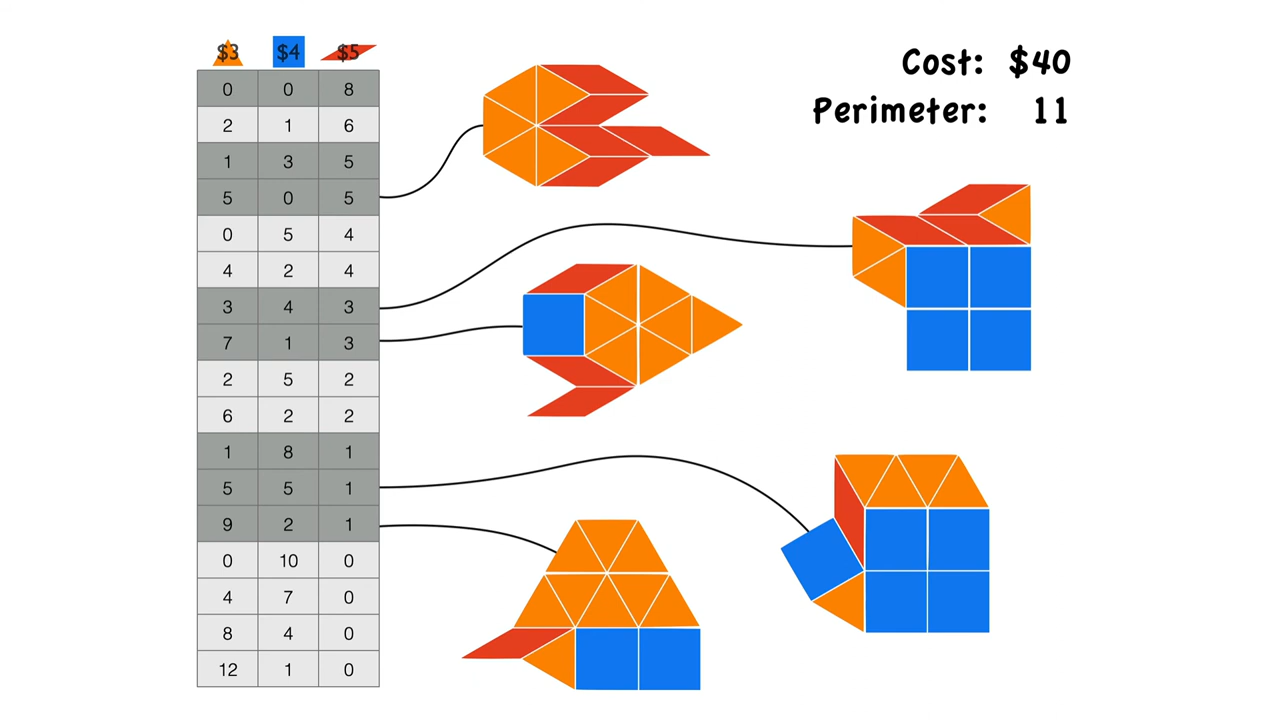 Cost: $40
Perimeter: 11
$3 $4 $5
0 0 8
2 1 6
1 3 5
5 0 5
0 5 4
4 2 4
3 4 3
7 1 3
2 5 2
6 2 2
1 8 1
5 5 1
9 2 1
0 10 0
4 7 0
8 4 0
12 1 0